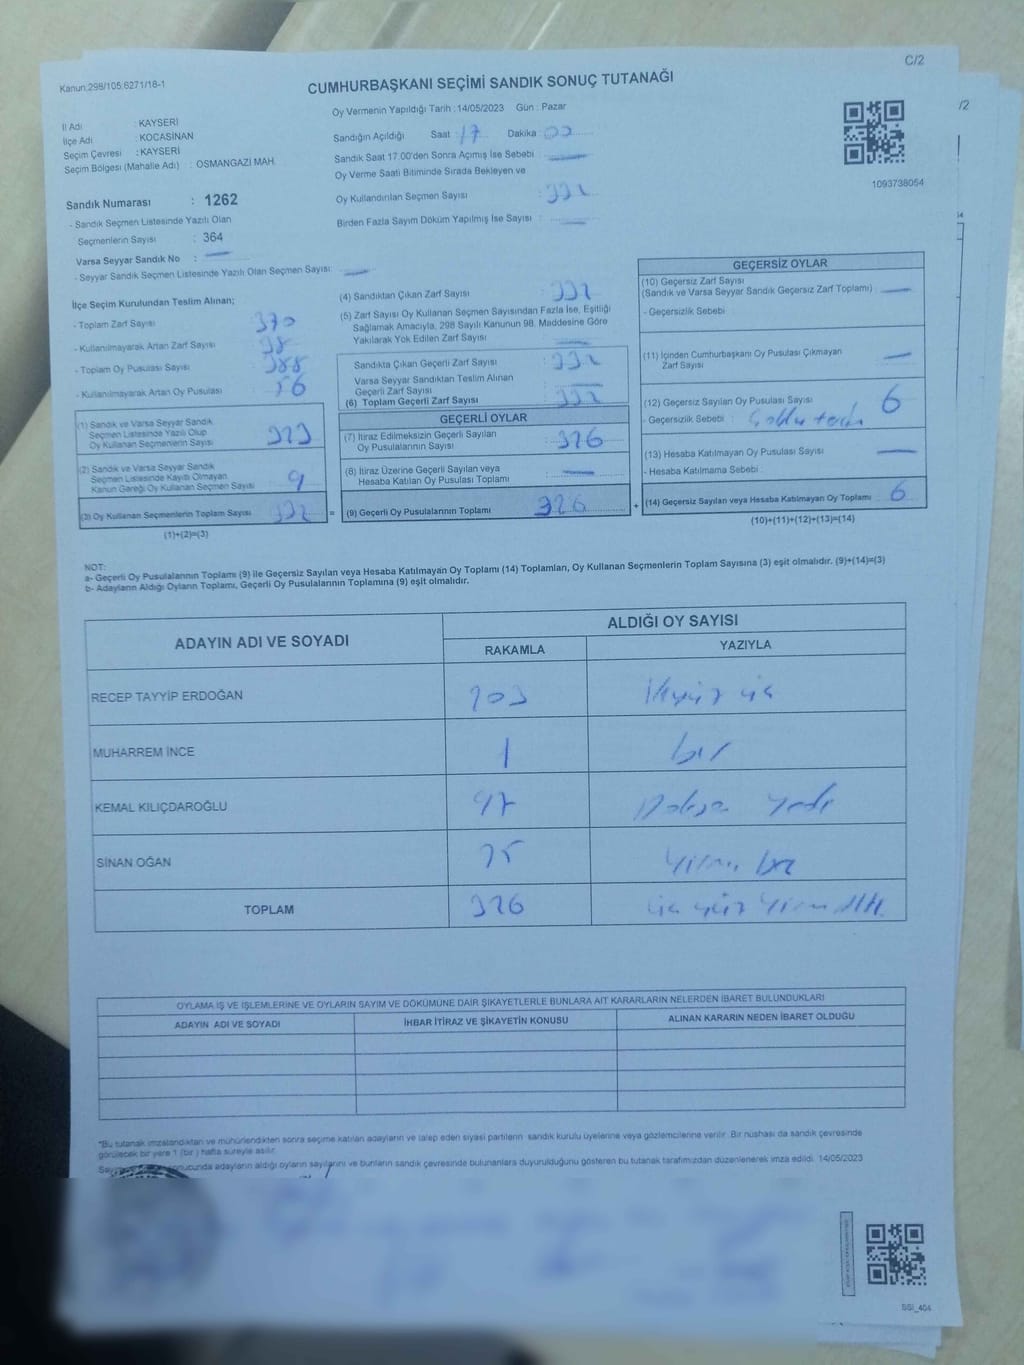 C/2
Kanun:298/105,6271/18-1
CUMHURBAŞKANI SEÇİMİ SANDIK SONUÇ TUTANAĞI
Oy Vermenin Yapıldığı Tarih :14/05/2023 Gün : Pazar
İl Adı : KAYSERİ
İlçe Adı : KOCASİNAN
Seçim Çevresi : KAYSERİ
Seçim Bölgesi (Mahalle Adı) : OSMANGAZİ MAH.
Sandığın Açıldığı Saat : 17 Dakika : 00
Sandık Saat 17.00'den Sonra Açılmış İse Sebebi :
Oy Verme Saati Bitiminde Sırada Bekleyen ve
Oy Kullandırılan Seçmen Sayısı : 332
Birden Fazla Sayım Döküm Yapılmış İse Sayısı :
1093738054
/2
14
Sandık Numarası : 1262
- Sandık Seçmen Listesinde Yazılı Olan
Seçmenlerin Sayısı : 364
Varsa Seyyar Sandık No :
- Seyyar Sandık Seçmen Listesinde Yazılı Olan Seçmen Sayısı:
İlçe Seçim Kurulundan Teslim Alınan;
- Toplam Zarf Sayısı 370
- Kullanılmayarak Artan Zarf Sayısı 38
- Toplam Oy Pusulası Sayısı 388
- Kullanılmayarak Artan Oy Pusulası 56
(1) Sandık ve Varsa Seyyar Sandık
Seçmen Listesinde Yazılı Olup
Oy Kullanan Seçmenlerin Sayısı 323
(2) Sandık ve Varsa Seyyar Sandık
Seçmen Listesinde Kayıtlı Olmayan
Kanun Gereği Oy Kullanan Seçmen Sayısı 9
(3) Oy Kullanan Seçmenlerin Toplam Sayısı 332
(1)+(2)=(3)
(4) Sandıktan Çıkan Zarf Sayısı 332
(5) Zarf Sayısı Oy Kullanan Seçmen Sayısından Fazla İse, Eşitliği
Sağlamak Amacıyla, 298 Sayılı Kanunun 98. Maddesine Göre
Yakılarak Yok Edilen Zarf Sayısı
Sandıkta Çıkan Geçerli Zarf Sayısı 332
Varsa Seyyar Sandıktan Teslim Alınan
Geçerli Zarf Sayısı
(6) Toplam Geçerli Zarf Sayısı 332
=
GEÇERLİ OYLAR
(7) İtiraz Edilmeksizin Geçerli Sayılan
Oy Pusulasının Sayısı 326
(8) İtiraz Üzerine Geçerli Sayılan veya
Hesaba Katılan Oy Pusulası Toplamı
(9) Geçerli Oy Pusulalarının Toplamı 326
+
GEÇERSİZ OYLAR
(10) Geçersiz Zarf Sayısı
(Sandık ve Varsa Seyyar Sandık Geçersiz Zarf Toplamı) :
- Geçersizlik Sebebi :
(11) İçinden Cumhurbaşkanı Oy Pusulası Çıkmayan
Zarf Sayısı
(12) Geçersiz Sayılan Oy Pusulası Sayısı 6
- Geçersizlik Sebebi :
(13) Hesaba Katılmayan Oy Pusulası Sayısı
- Hesaba Katılmama Sebebi :
(14) Geçersiz Sayılan veya Hesaba Katılmayan Oy Toplamı 6
(10)+(11)+(12)+(13)=(14)
NOT:
a- Geçerli Oy Pusulalarının Toplamı (9) ile Geçersiz Sayılan veya Hesaba Katılmayan Oy Toplamı (14) Toplamları, Oy Kullanan Seçmenlerin Toplam Sayısına (3) eşit olmalıdır. (9)+(14)=(3)
b- Adayların Aldığı Oyların Toplamı, Geçerli Oy Pusulalarının Toplamına (9) eşit olmalıdır.
ADAYIN ADI VE SOYADI ALDIĞI OY SAYISI
RAKAMLA YAZIYLA
RECEP TAYYİP ERDOĞAN 203 ikiyüz üç
MUHARREM İNCE 1 bir
KEMAL KILIÇDAROĞLU 97 Doksan Yedi
SİNAN OĞAN 25 Yirmi beş
TOPLAM 326 üç yüz Yirmi Altı
OYLAMA İŞ VE İŞLEMLERİNE VE OYLARIN SAYIM VE DÖKÜMÜNE DAİR ŞİKAYETLERLE BUNLARA AİT KARARLARIN NELERDEN İBARET BULUNDUKLARI
ADAYIN ADI VE SOYADI İHBAR İTİRAZ VE ŞİKAYETİN KONUSU ALINAN KARARIN NEDEN İBARET OLDUĞU
*Bu tutanak imzalandıktan ve mühürlendikten sonra seçime katılan adayların ve talep eden siyasi partilerin sandık kurulu üyelerine veya gözlemcilerine verilir. Bir nüshası da sandık çevresinde
görülecek bir yere 1 (bir ) hafta süreyle asılır.
sonucunda adayların aldığı oyların sayılarını ve bunların sandık çevresinde bulunanlara duyurulduğunu gösteren bu tutanak tarafımızdan düzenlenerek imza edildi. 14/05/2023
SSI_404